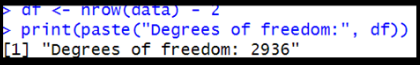 > df <- nrow(data) - 2
> print(paste("Degrees of freedom:", df))
[1] "Degrees of freedom: 2936"